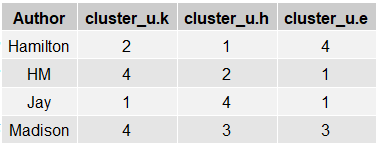 Author cluster_u.k cluster_u.h cluster_u.e
Hamilton 2 1 4
HM 4 2 1
Jay 1 4 1
Madison 4 3 3